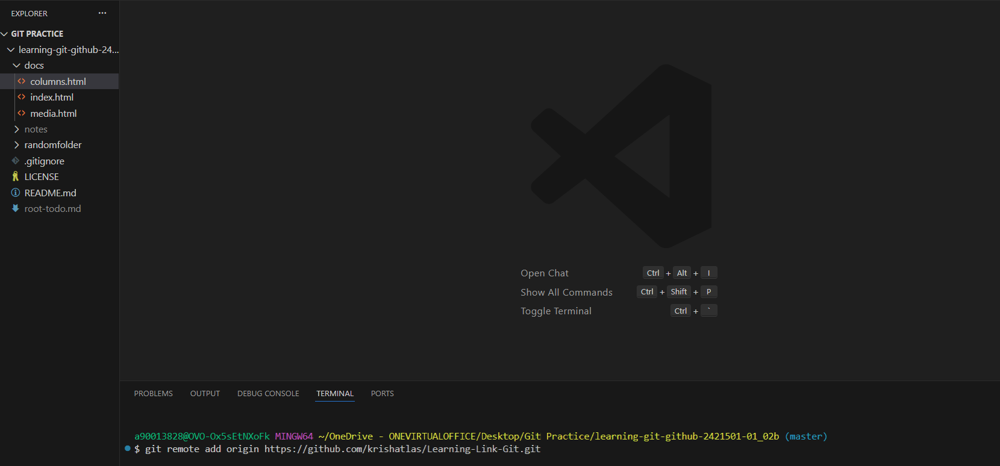 EXPLORER ···
GIT PRACTICE
learning-git-github-24...
docs
columns.html
index.html
media.html
notes
randomfolder
.gitignore
LICENSE
README.md
root-todo.md
Open Chat Ctrl + Alt + I
Show All Commands Ctrl + Shift + P
Toggle Terminal Ctrl + `
PROBLEMS OUTPUT DEBUG CONSOLE TERMINAL PORTS
a90013828@OVO-Ox5sEtNXoFk MINGW64 ~/OneDrive - ONEVIRTUALOFFICE/Desktop/Git Practice/learning-git-github-2421501-01_02b (master)
$ git remote add origin https://github.com/krishatlas/Learning-Link-Git.git